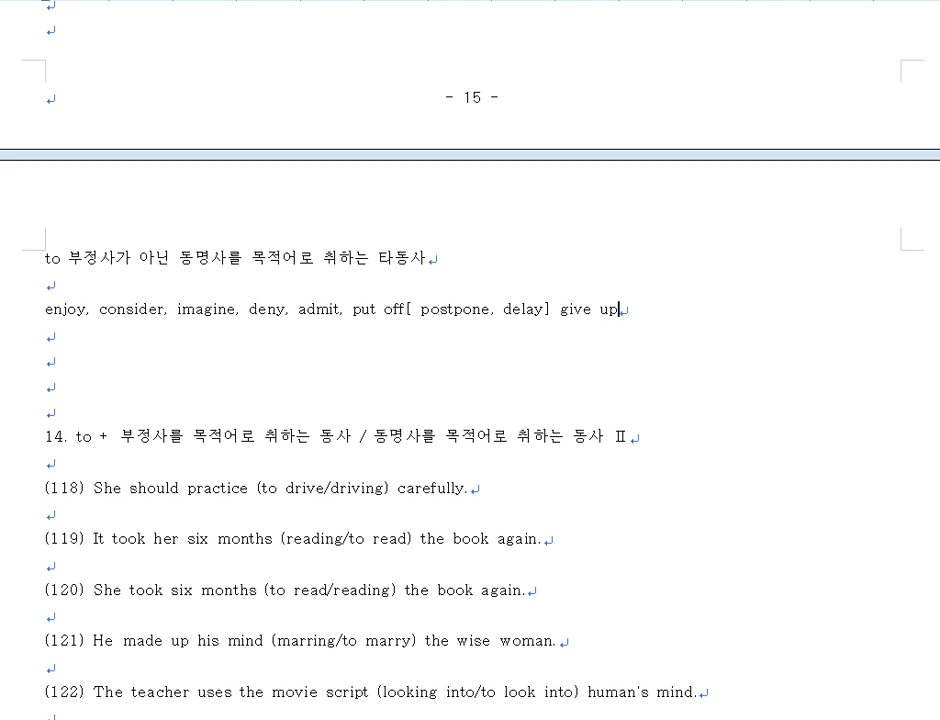 - 15 -
to 부정사가 아닌 동명사를 목적어로 취하는 타동사
enjoy, consider, imagine, deny, admit, put off[ postpone, delay] give up
14. to + 부정사를 목적어로 취하는 동사 / 동명사를 목적어로 취하는 동사 Ⅱ
(118) She should practice (to drive/driving) carefully.
(119) It took her six months (reading/to read) the book again.
(120) She took six months (to read/reading) the book again.
(121) He made up his mind (marring/to marry) the wise woman.
(122) The teacher uses the movie script (looking into/to look into) human's mind.